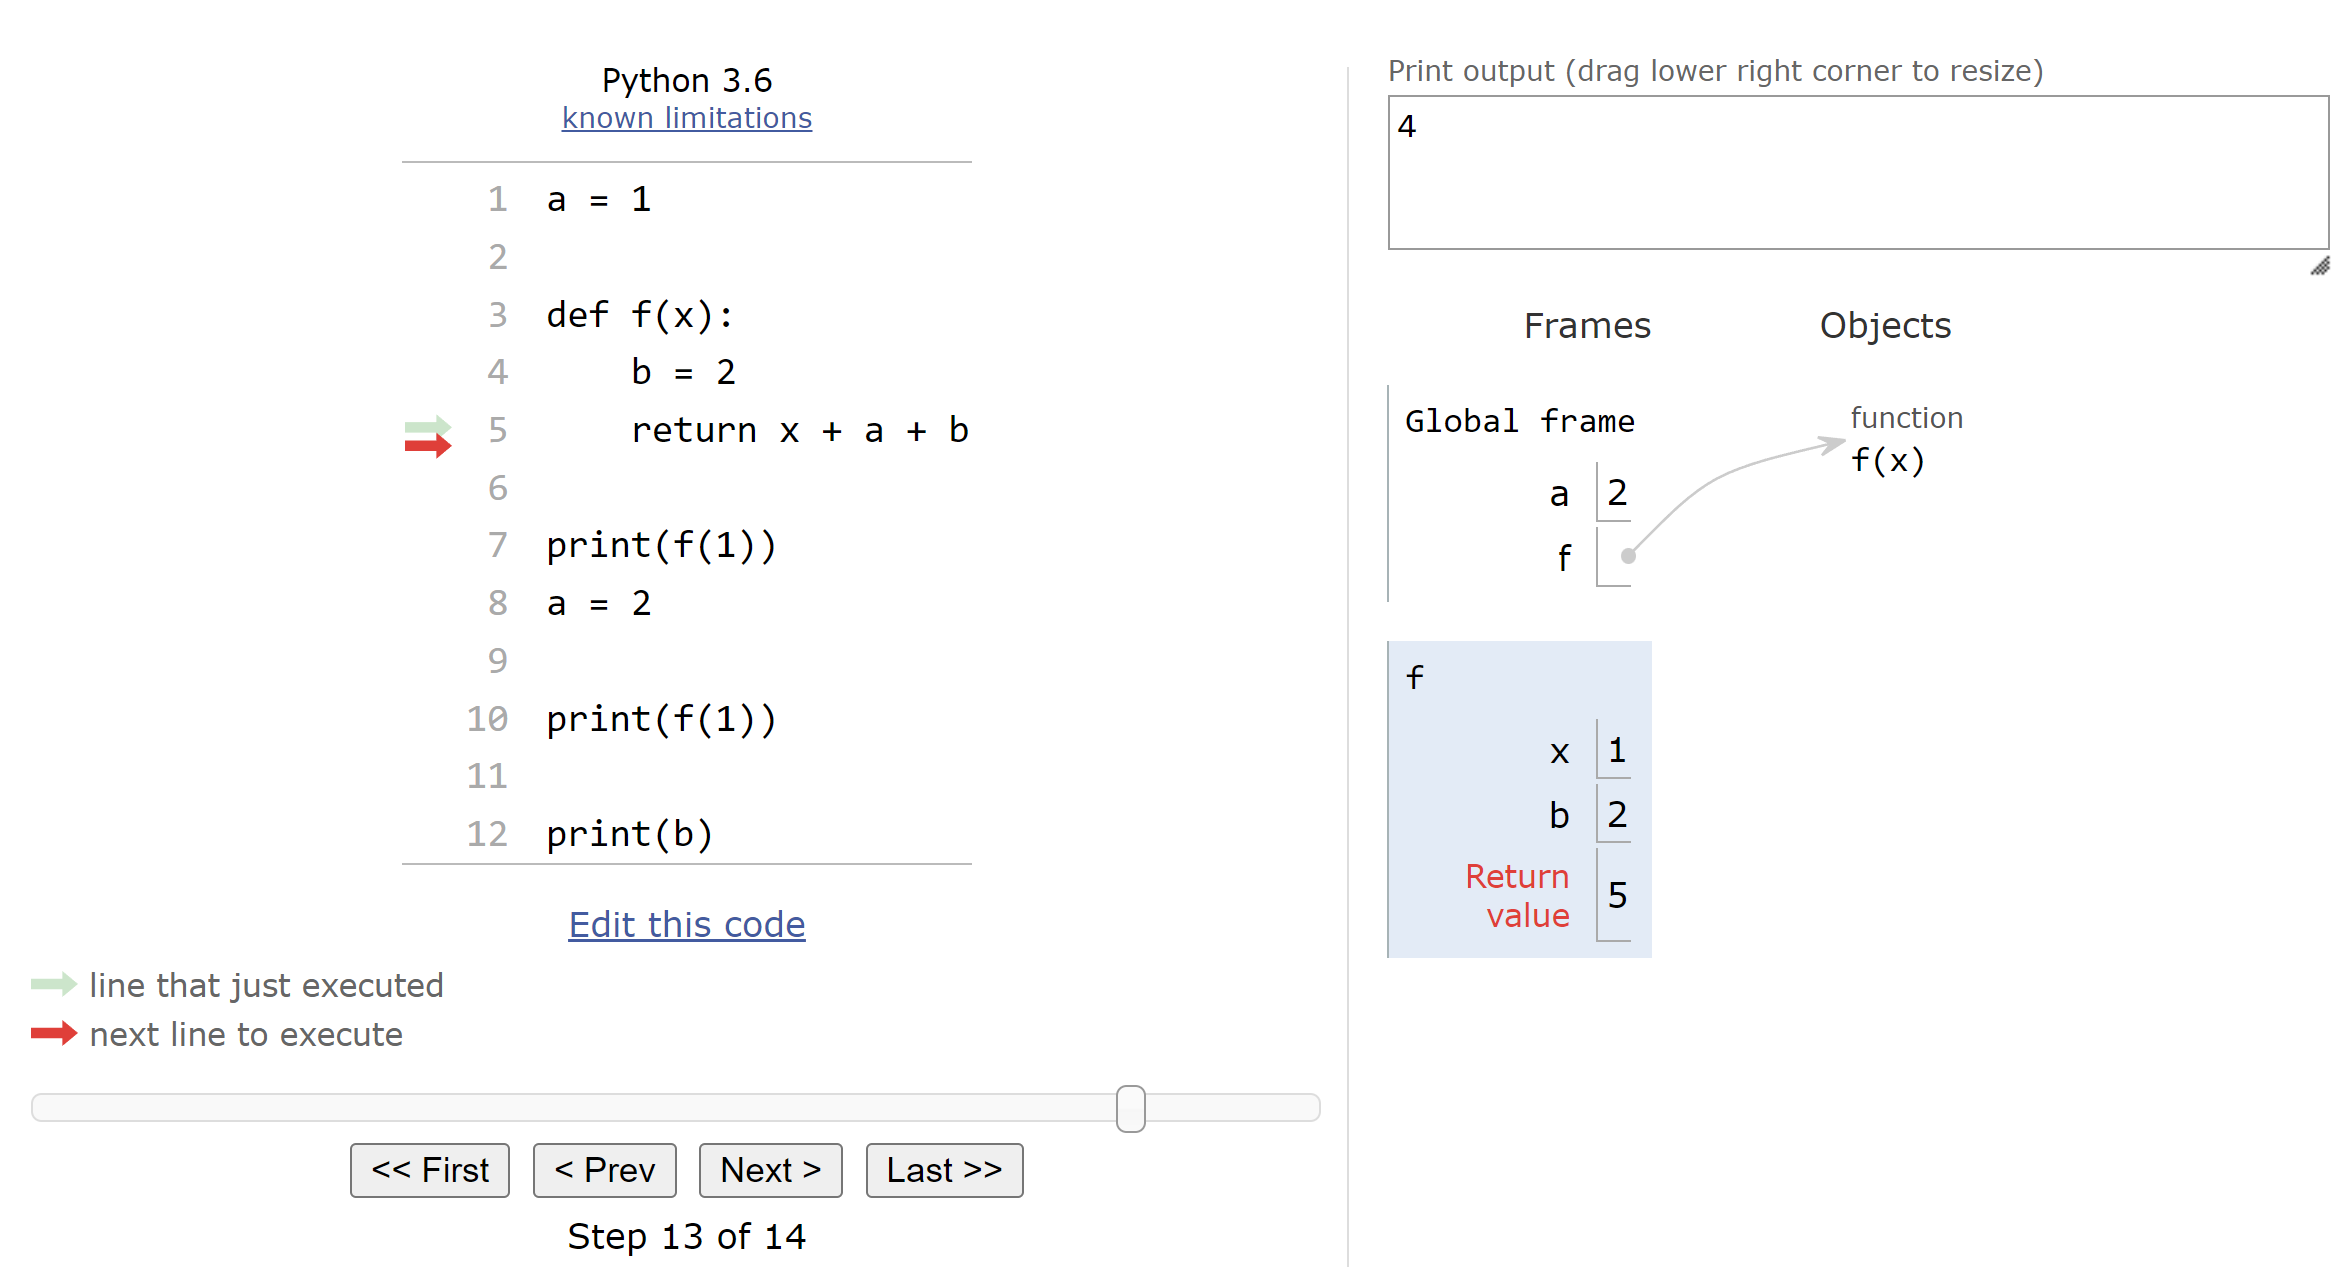 Python 3.6
known limitations
1 a = 1
2
3 def f(x):
4     b = 2
5     return x + a + b
6
7 print(f(1))
8 a = 2
9
10 print(f(1))
11
12 print(b)
Edit this code
line that just executed
next line to execute
<< First < Prev Next > Last >>
Step 13 of 14
Print output (drag lower right corner to resize)
4
Frames Objects
Global frame
a 2
f
function
f(x)
f
x 1
b 2
Return
value 5